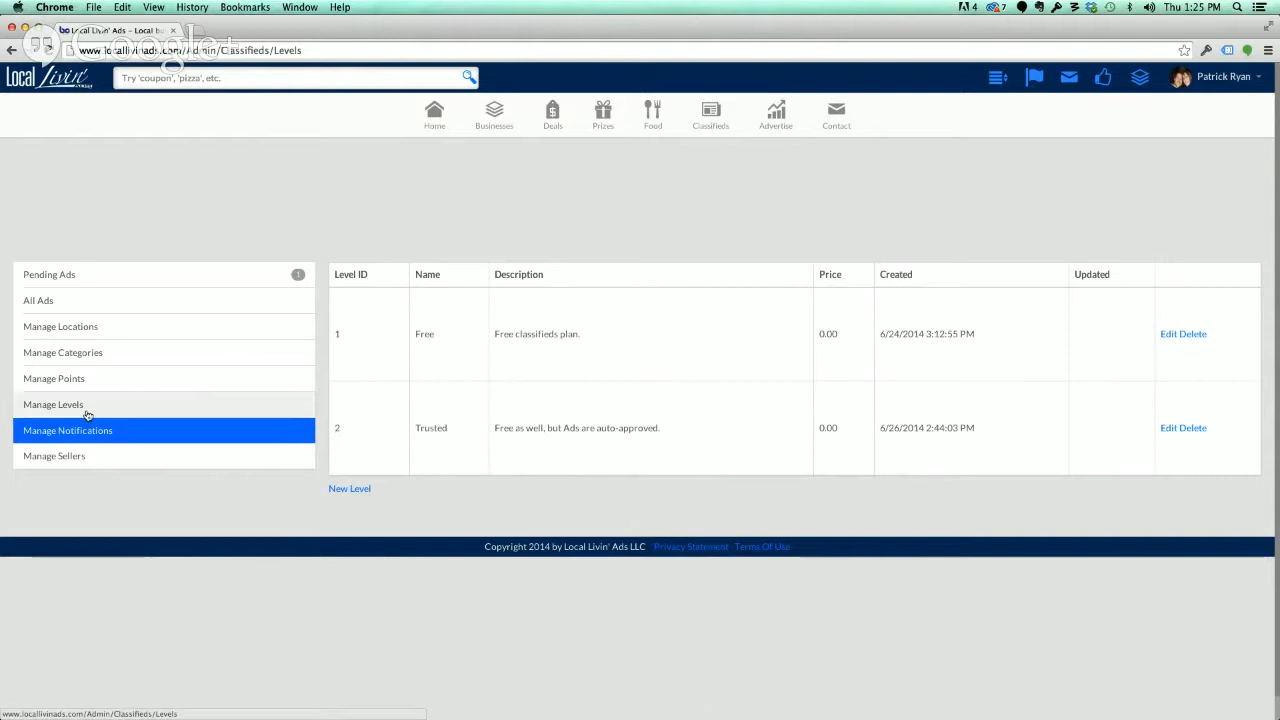 Chrome File Edit View History Bookmarks Window Help
4 7 Thu 1:25 PM
Local Livin' Ads – Local bu
Google+
www.locallivinads.com/Admin/Classifieds/Levels
Local Livin' Try 'coupon', 'pizza', etc. Patrick Ryan
Home Businesses Deals Prizes Food Classifieds Advertise Contact
Pending Ads 1
All Ads
Manage Locations
Manage Categories
Manage Points
Manage Levels
Manage Notifications
Manage Sellers
Level ID Name Description Price Created Updated
1 Free Free classifieds plan. 0.00 6/24/2014 3:12:55 PM Edit Delete
2 Trusted Free as well, but Ads are auto-approved. 0.00 6/26/2014 2:44:03 PM Edit Delete
New Level
Copyright 2014 by Local Livin' Ads LLC Privacy Statement Terms Of Use
www.locallivinads.com/Admin/Classifieds/Levels